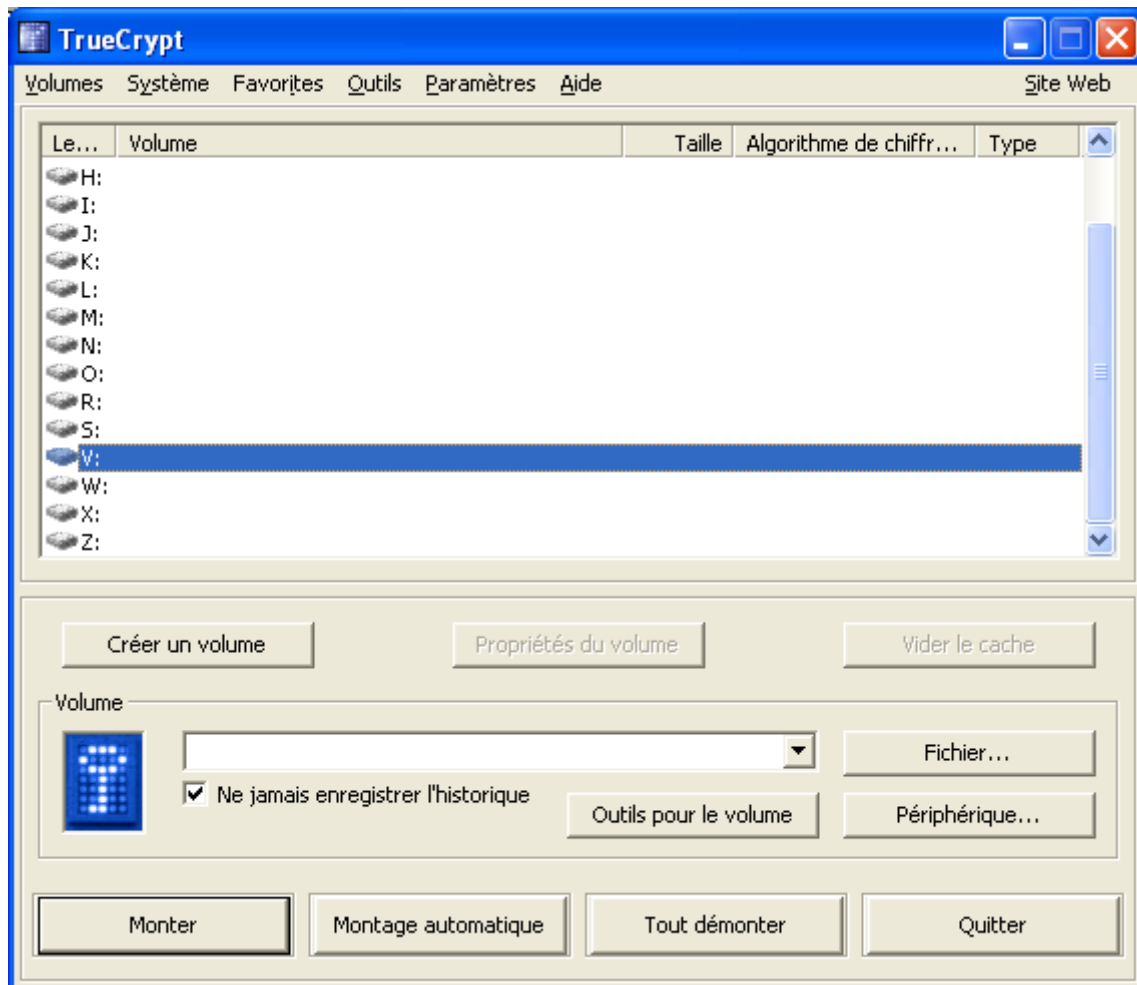 TrueCrypt
Volumes Système Favorites Outils Paramètres Aide Site Web
Le... Volume Taille Algorithme de chiffr... Type
H:
I:
J:
K:
L:
M:
N:
O:
R:
S:
V:
W:
X:
Z:
Créer un volume Propriétés du volume Vider le cache
Volume
Fichier...
Ne jamais enregistrer l'historique
Outils pour le volume Périphérique...
Monter Montage automatique Tout démonter Quitter